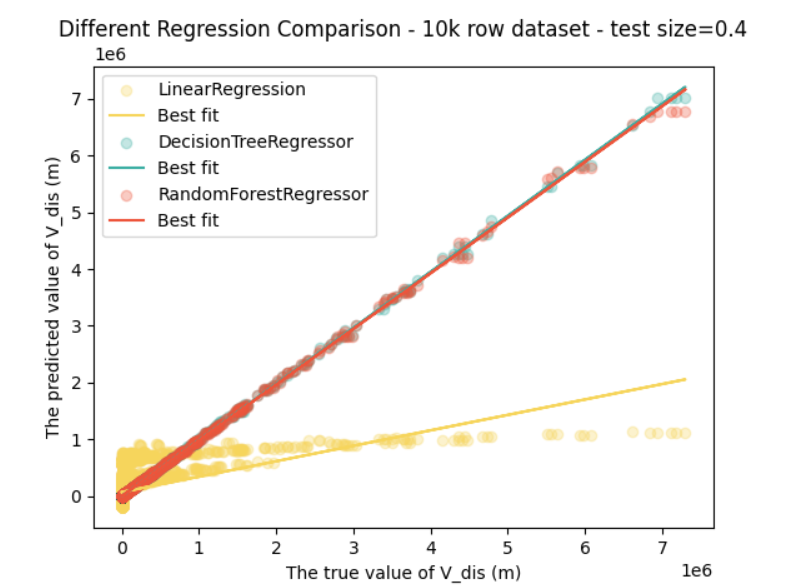 Different Regression Comparison - 10k row dataset - test size=0.4
1e6
LinearRegression
Best fit
DecisionTreeRegressor
Best fit
RandomForestRegressor
Best fit
7
6
5
4
3
2
1
0
The predicted value of V_dis (m)
0 1 2 3 4 5 6 7
1e6
The true value of V_dis (m)